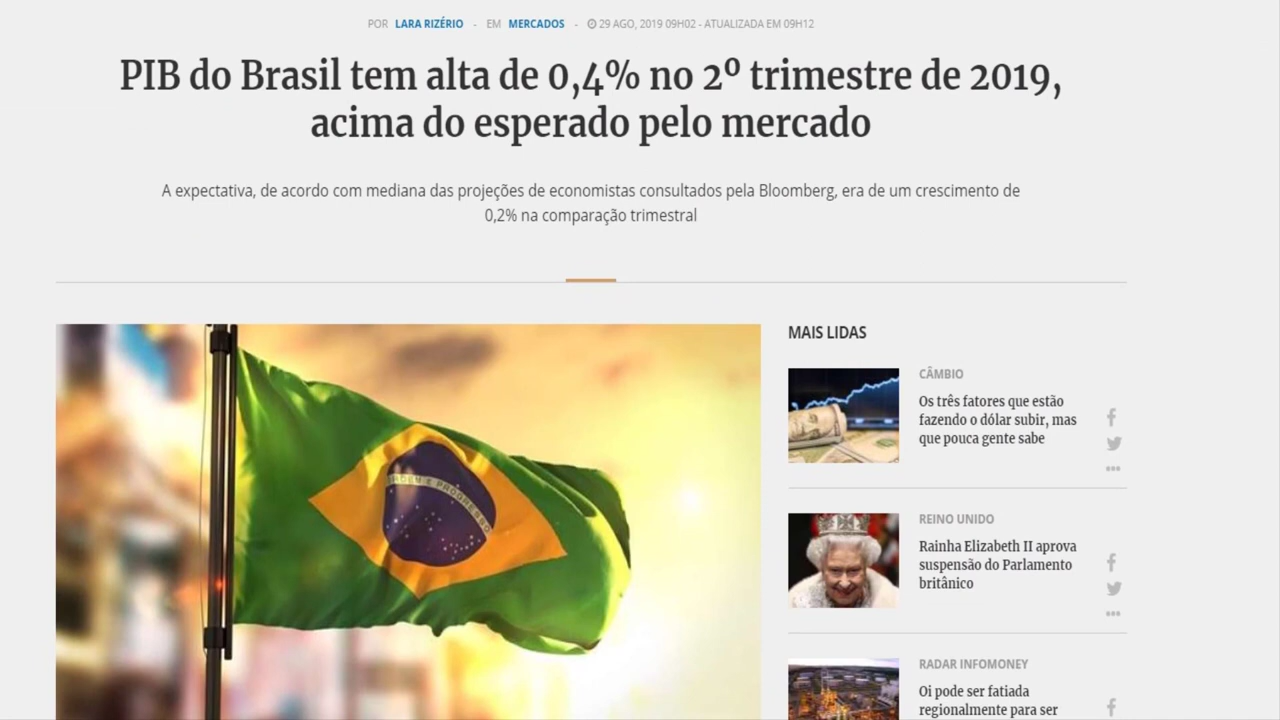 POR LARA RIZÉRIO - EM MERCADOS - 29 AGO, 2019 09H02 - ATUALIZADA EM 09H12
PIB do Brasil tem alta de 0,4% no 2º trimestre de 2019,
acima do esperado pelo mercado
A expectativa, de acordo com mediana das projeções de economistas consultados pela Bloomberg, era de um crescimento de
0,2% na comparação trimestral
ORDEM E PROGRESSO
MAIS LIDAS
CÂMBIO
Os três fatores que estão
fazendo o dólar subir, mas
que pouca gente sabe
REINO UNIDO
Rainha Elizabeth II aprova
suspensão do Parlamento
britânico
RADAR INFOMONEY
Oi pode ser fatiada
regionalmente para ser